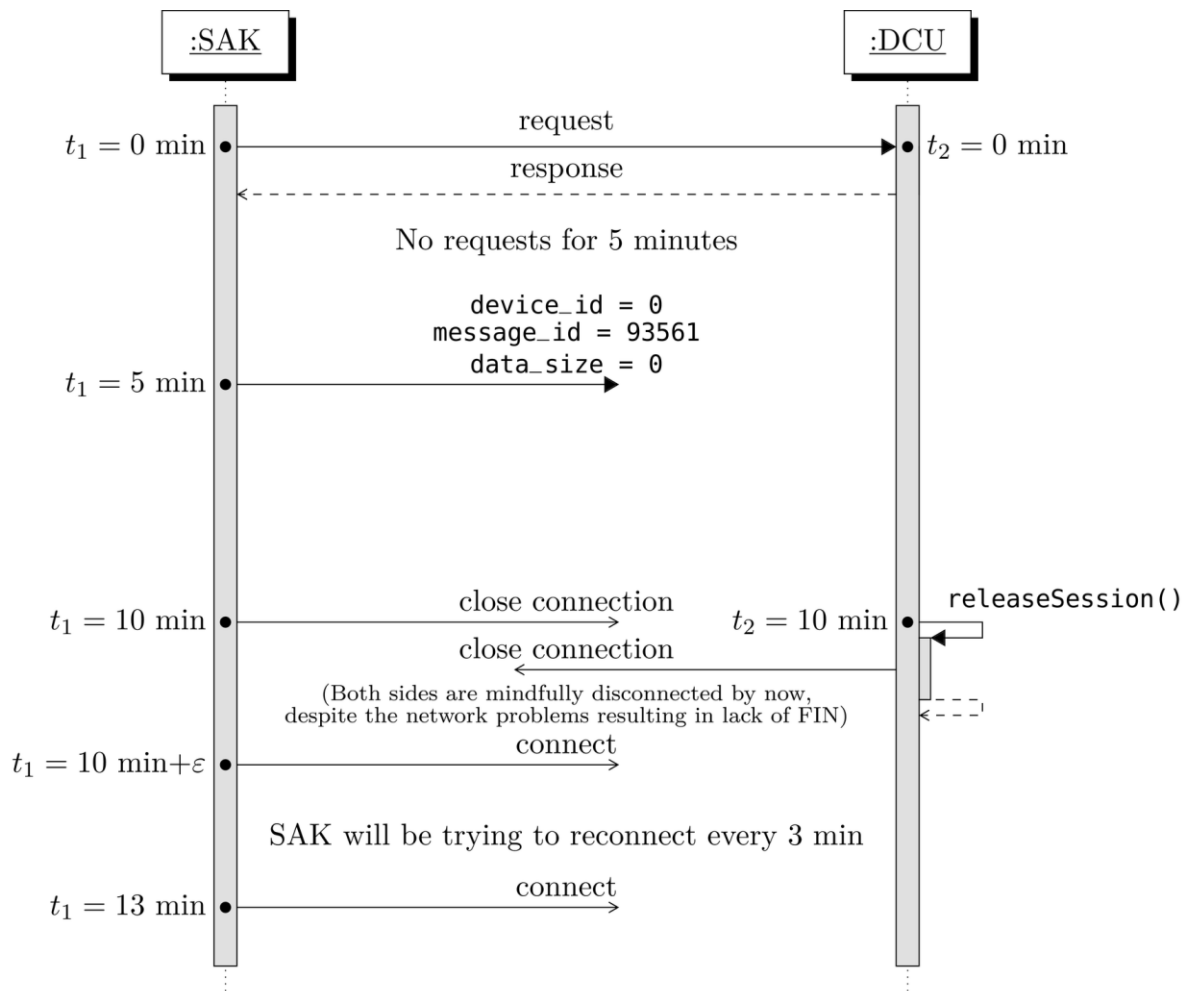 :SAK
:DCU
request
t₁ = 0 min
t₂ = 0 min
response
No requests for 5 minutes
device_id = 0
message_id = 93561
data_size = 0
t₁ = 5 min
releaseSession()
close connection
t₁ = 10 min
t₂ = 10 min
close connection
(Both sides are mindfully disconnected by now,
despite the network problems resulting in lack of FIN)
connect
t₁ = 10 min+ε
SAK will be trying to reconnect every 3 min
connect
t₁ = 13 min